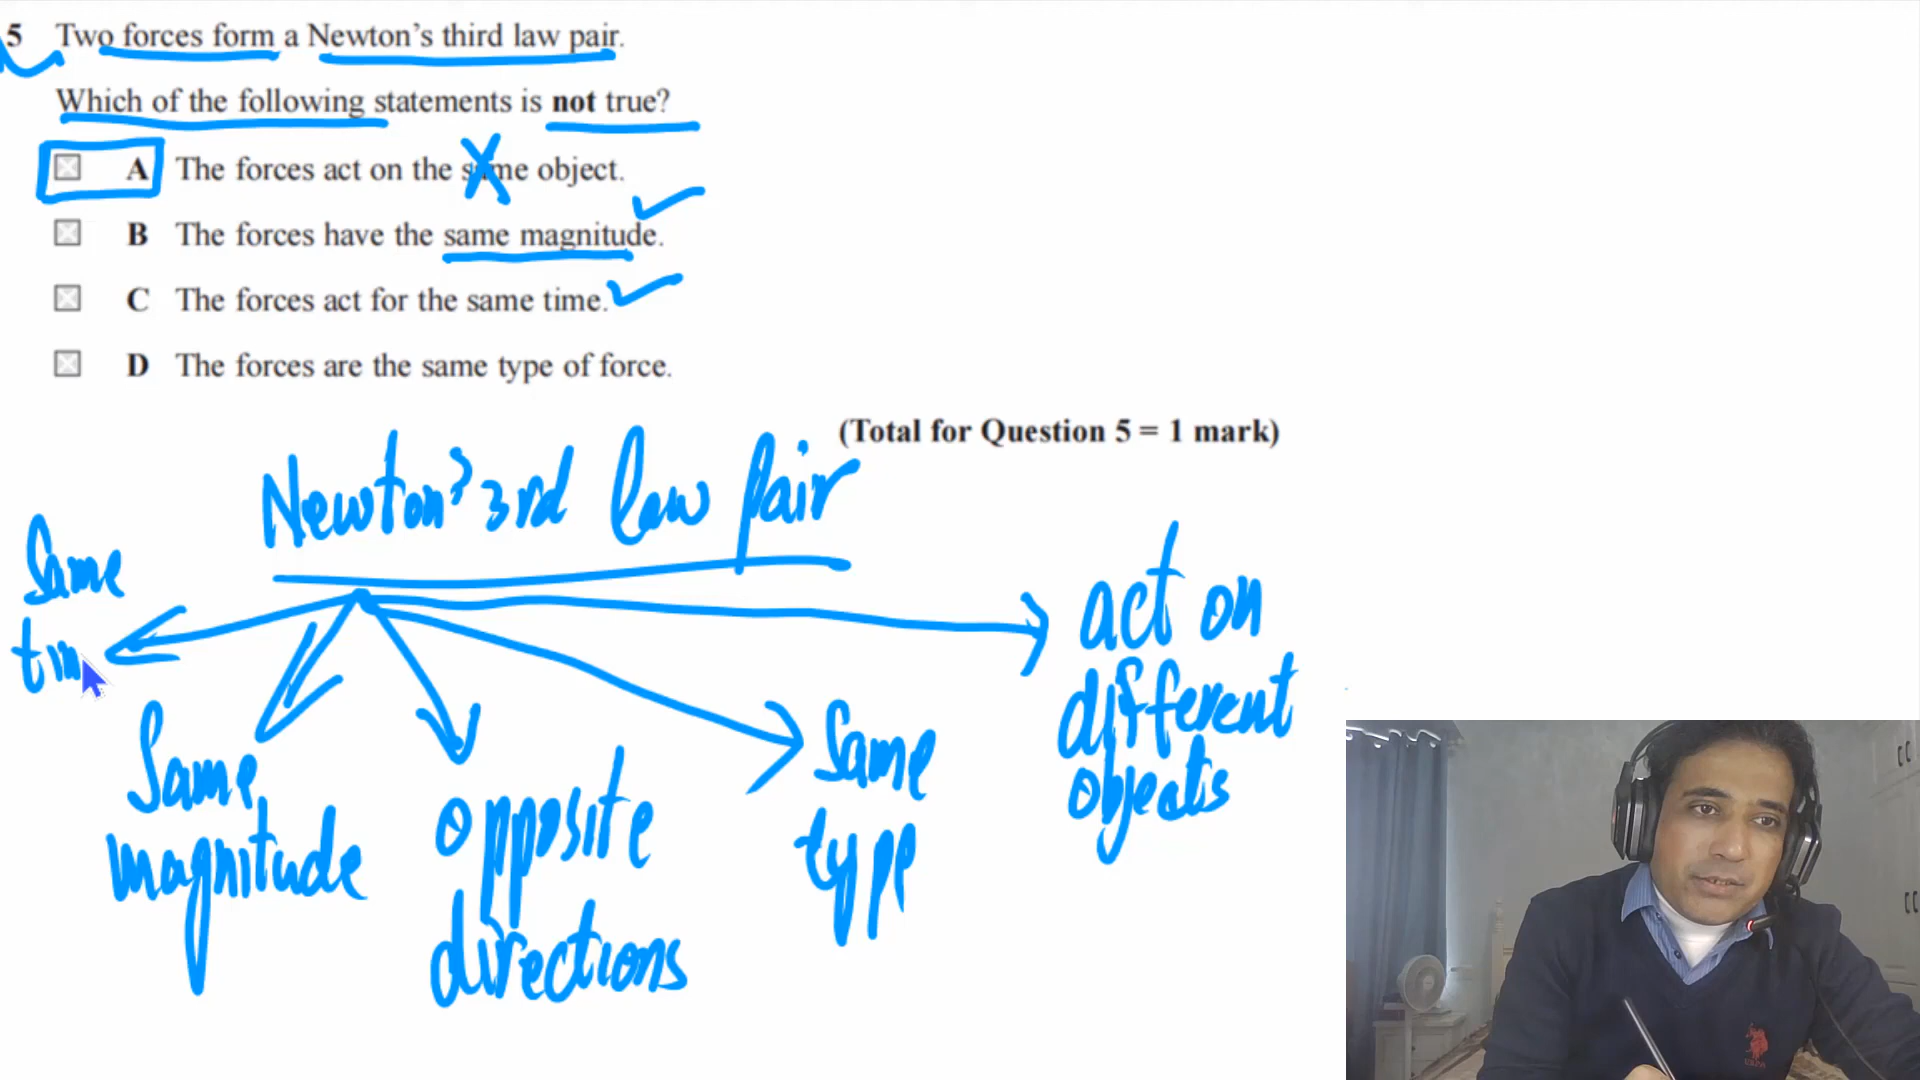 5 Two forces form a Newton's third law pair.
Which of the following statements is not true?
A The forces act on the same object.
B The forces have the same magnitude.
C The forces act for the same time.
D The forces are the same type of force.
(Total for Question 5 = 1 mark)
Newton's 3rd law pair
Same
tim
Same
magnitude
opposite
directions
Same
type
act on
different
objects